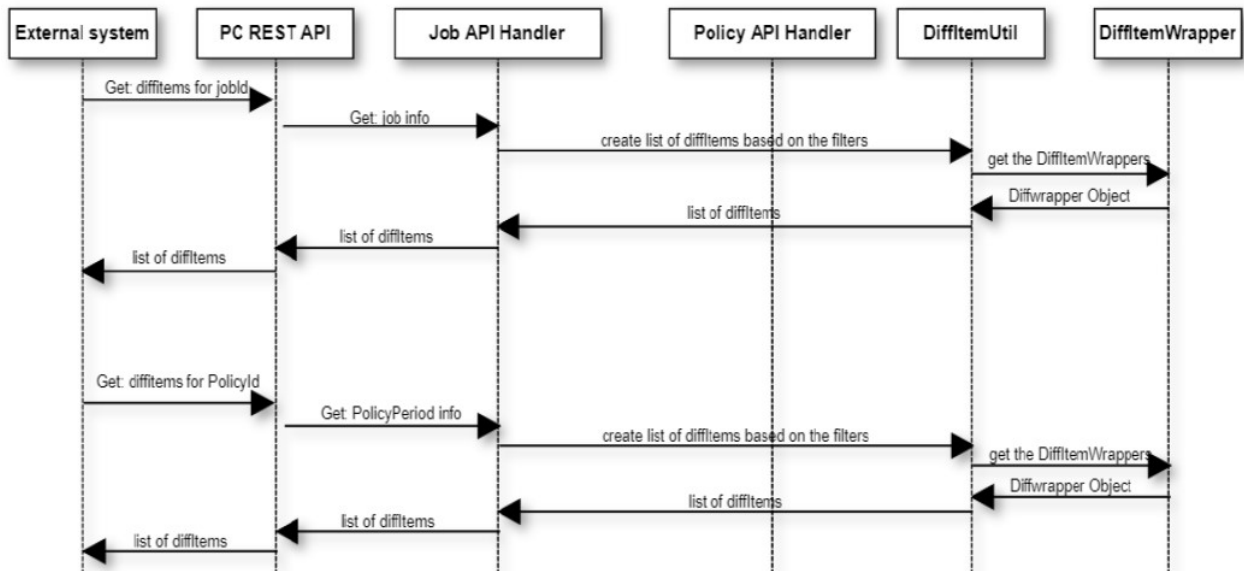 External system
PC REST API
Job API Handler
Policy API Handler
DiffItemUtil
DiffItemWrapper
Get: diffitems for jobId
Get: job info
create list of diffItems based on the filters
get the DiffItemWrappers
Diffwrapper Object
list of diffItems
list of diffItems
list of diffItems
Get: diffitems for PolicyId
Get: PolicyPeriod info
create list of diffItems based on the filters
get the DiffItemWrappers
Diffwrapper Object
list of diffItems
list of diffItems
list of diffItems